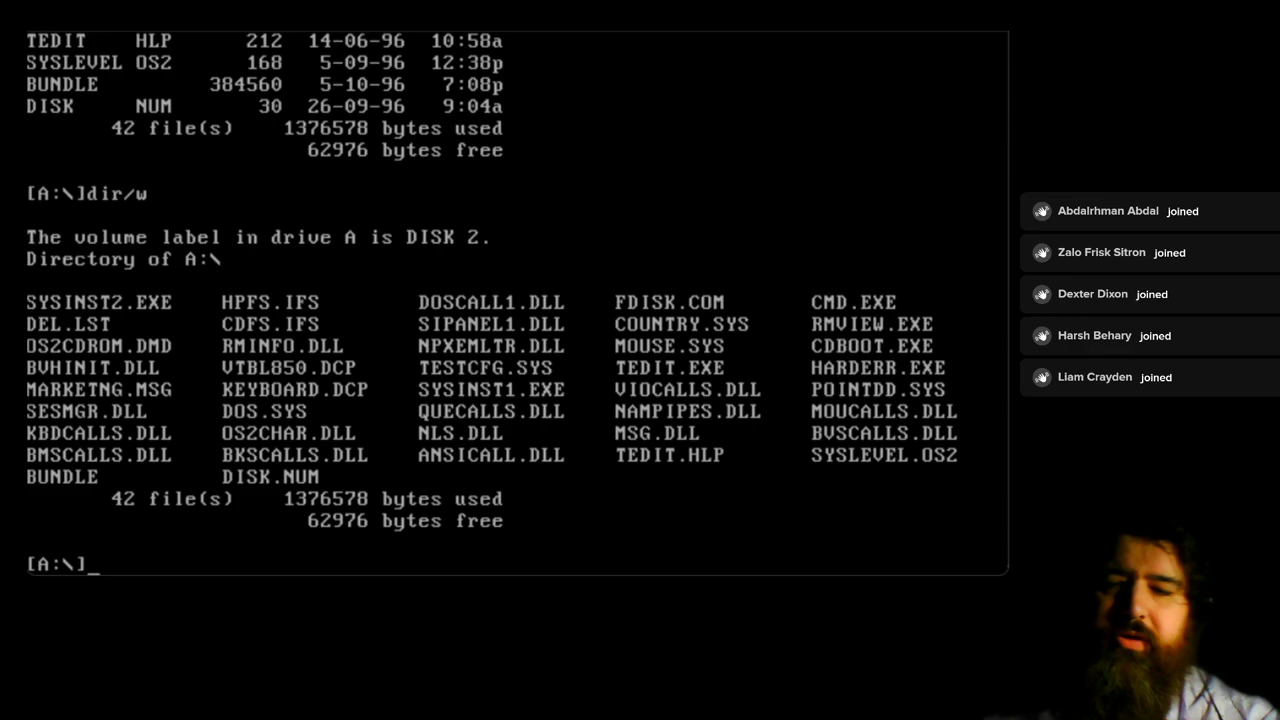 TEDIT HLP 212 14-06-96 10:58a
SYSLEVEL OS2 168 5-09-96 12:38p
BUNDLE 384560 5-10-96 7:08p
DISK NUM 30 26-09-96 9:04a
42 file(s) 1376578 bytes used
62976 bytes free
[A:\]dir/w
The volume label in drive A is DISK 2.
Directory of A:\
SYSINST2.EXE HPFS.IFS DOSCALL1.DLL FDISK.COM CMD.EXE
DEL.LST CDFS.IFS SIPANEL1.DLL COUNTRY.SYS RMVIEW.EXE
OS2CDROM.DMD RMINFO.DLL NPXEMLTR.DLL MOUSE.SYS CDBOOT.EXE
BVHINIT.DLL VTBL850.DCP TESTCFG.SYS TEDIT.EXE HARDERR.EXE
MARKETNG.MSG KEYBOARD.DCP SYSINST1.EXE VIOCALLS.DLL POINTDD.SYS
SESMGR.DLL DOS.SYS QUECALLS.DLL NAMPIPES.DLL MOUCALLS.DLL
KBDCALLS.DLL OS2CHAR.DLL NLS.DLL MSG.DLL BVSCALLS.DLL
BMSCALLS.DLL BKSCALLS.DLL ANSICALL.DLL TEDIT.HLP SYSLEVEL.OS2
BUNDLE DISK.NUM
42 file(s) 1376578 bytes used
62976 bytes free
[A:\]_
Abdalrhman Abdal joined
Zalo Frisk Sitron joined
Dexter Dixon joined
Harsh Behary joined
Liam Crayden joined